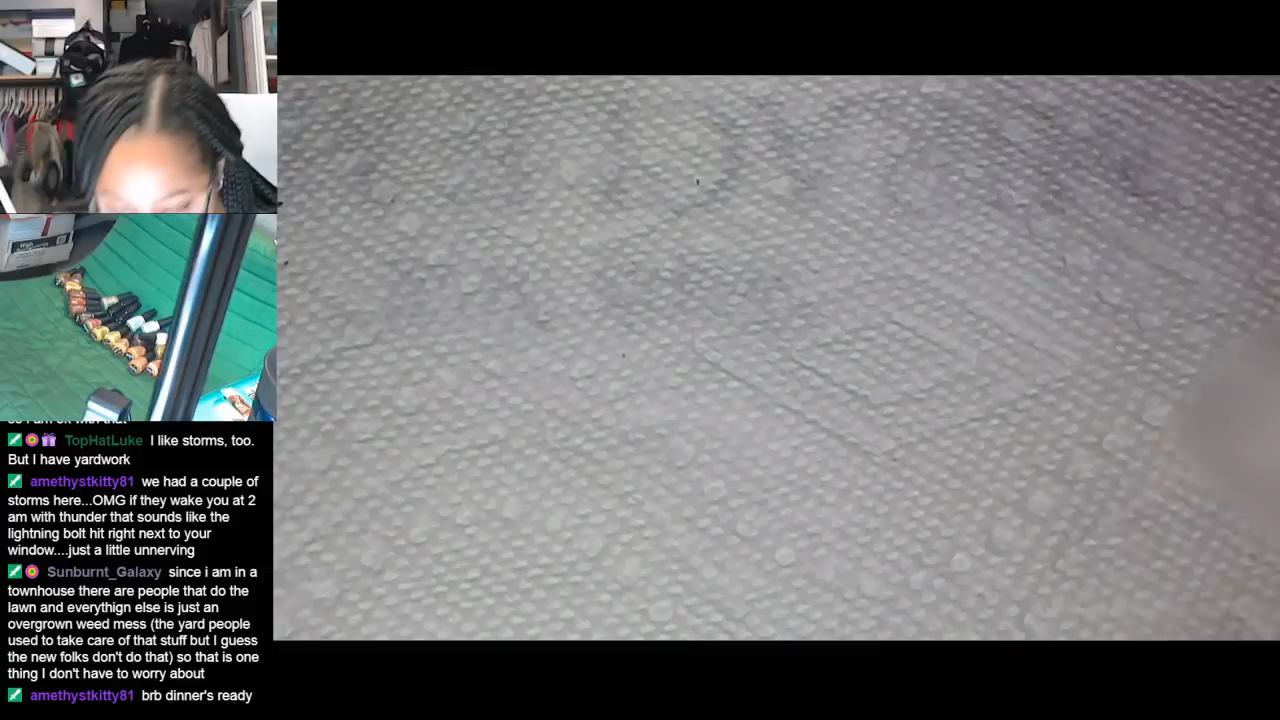 High
TopHatLuke I like storms, too.
But I have yardwork
amethystkitty81 we had a couple of
storms here...OMG if they wake you at 2
am with thunder that sounds like the
lightning bolt hit right next to your
window....just a little unnerving
Sunburnt_Galaxy since i am in a
townhouse there are people that do the
lawn and everythign else is just an
overgrown weed mess (the yard people
used to take care of that stuff but I guess
the new folks don't do that) so that is one
thing I don't have to worry about
amethystkitty81 brb dinner's ready